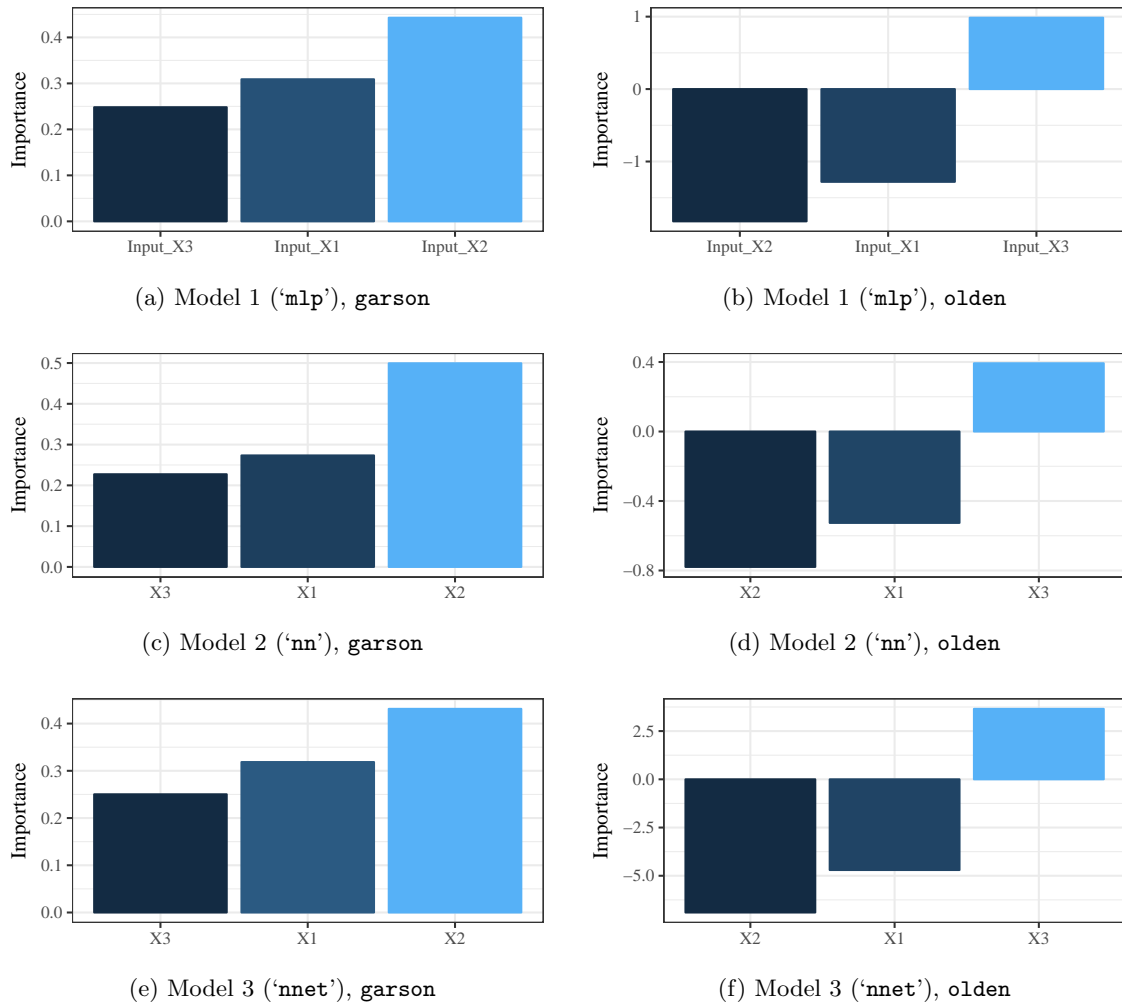 Importance
0.4
0.3
0.2
0.1
0.0
Input_X3 Input_X1 Input_X2
(a) Model 1 (‘mlp’), garson
Importance
1
0
−1
Input_X2 Input_X1 Input_X3
(b) Model 1 (‘mlp’), olden
Importance
0.5
0.4
0.3
0.2
0.1
0.0
X3 X1 X2
(c) Model 2 (‘nn’), garson
Importance
0.4
0.0
−0.4
−0.8
X2 X1 X3
(d) Model 2 (‘nn’), olden
Importance
0.4
0.3
0.2
0.1
0.0
X3 X1 X2
(e) Model 3 (‘nnet’), garson
Importance
2.5
0.0
−2.5
−5.0
X2 X1 X3
(f) Model 3 (‘nnet’), olden